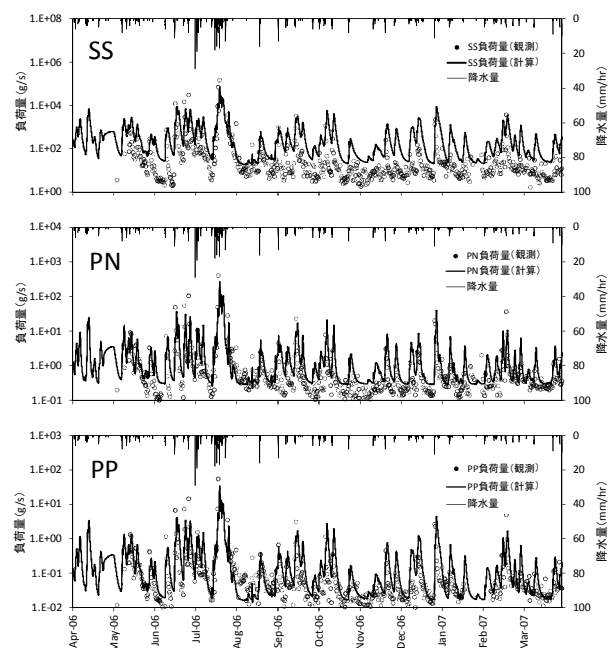 SS
1.E+08
1.E+06
1.E+04
1.E+02
1.E+00
負荷量 (g/s)
SS負荷量(観測)
SS負荷量(計算)
降水量
0
20
40
60
80
100
降水量(mm/hr)
PN
1.E+04
1.E+03
1.E+02
1.E+01
1.E+00
1.E-01
負荷量 (g/s)
PN負荷量(観測)
PN負荷量(計算)
降水量
0
20
40
60
80
100
降水量(mm/hr)
PP
1.E+03
1.E+02
1.E+01
1.E+00
1.E-01
1.E-02
負荷量 (g/s)
PP負荷量(観測)
PP負荷量(計算)
降水量
0
20
40
60
80
100
降水量(mm/hr)
Apr-06
May-06
Jun-06
Jul-06
Aug-06
Sep-06
Oct-06
Nov-06
Dec-06
Jan-07
Feb-07
Mar-07